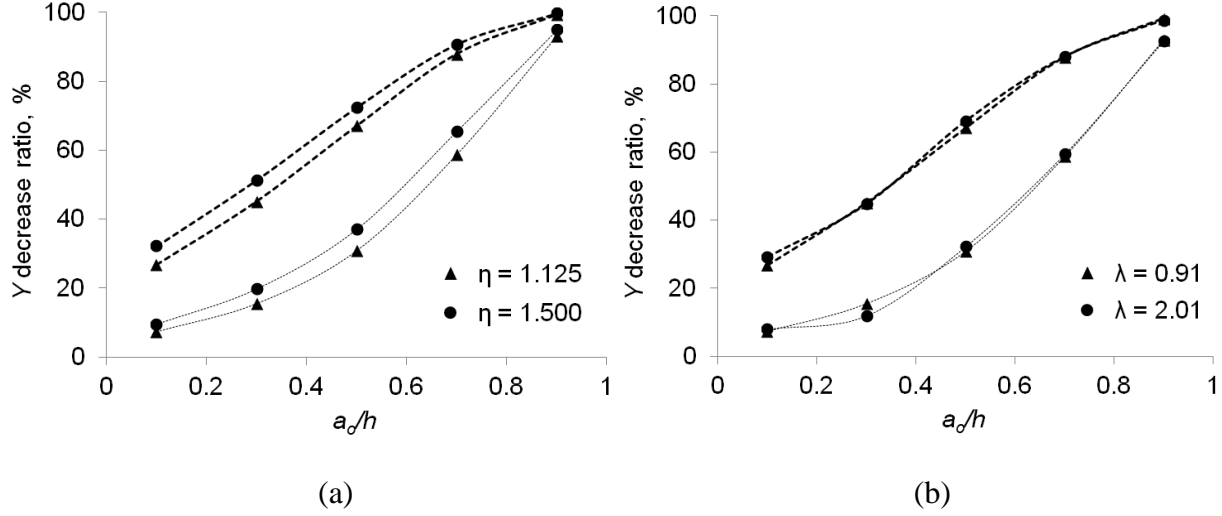 100
80
60
40
20
0
Y decrease ratio, %
η = 1.125
η = 1.500
0 0.2 0.4 0.6 0.8 1
a₀/h
(a)
100
80
60
40
20
0
Y decrease ratio, %
λ = 0.91
λ = 2.01
0 0.2 0.4 0.6 0.8 1
a₀/h
(b)